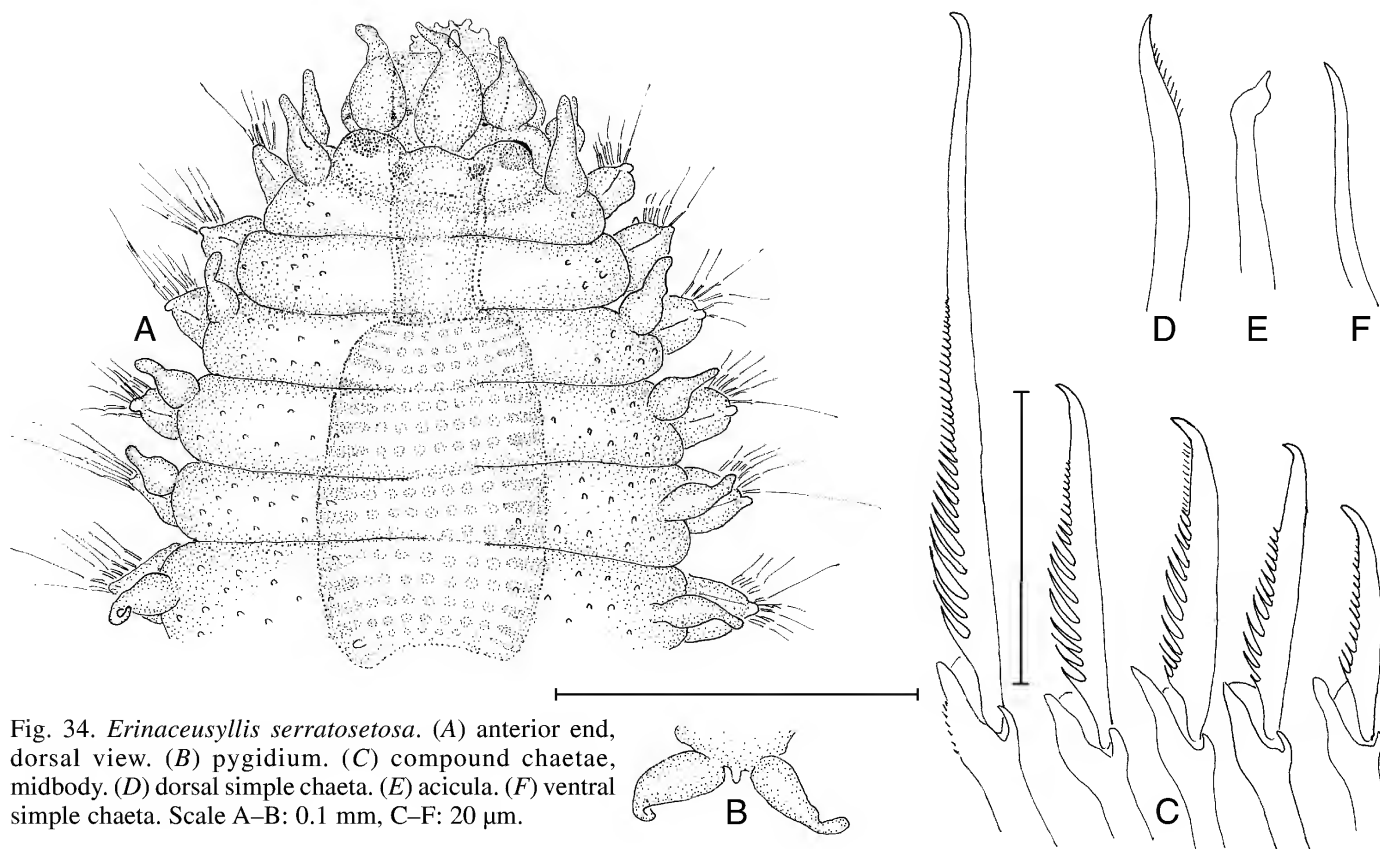 A
D
E
F
Fig. 34. Erinaceusyllis serratosetosa. (A) anterior end,
dorsal view. (B) pygidium. (C) compound chaetae,
midbody. (D) dorsal simple chaeta. (E) acicula. (F) ventral
simple chaeta. Scale A–B: 0.1 mm, C–F: 20 µm.
B
C